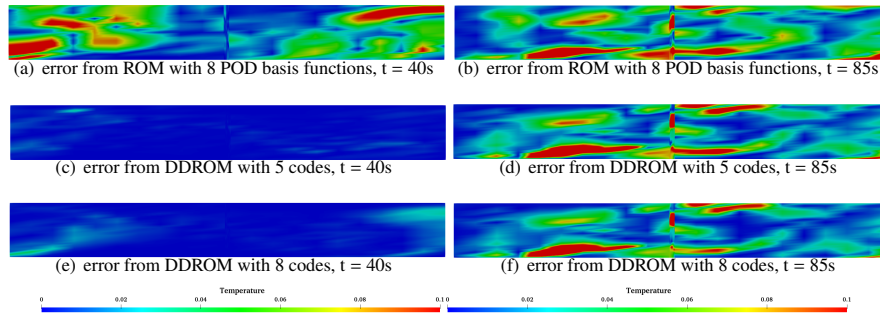 (a) error from ROM with 8 POD basis functions, t = 40s
(b) error from ROM with 8 POD basis functions, t = 85s
(c) error from DDROM with 5 codes, t = 40s
(d) error from DDROM with 5 codes, t = 85s
(e) error from DDROM with 8 codes, t = 40s
(f) error from DDROM with 8 codes, t = 85s
Temperature
Temperature
0 0.02 0.04 0.06 0.08 0.1
0 0.02 0.04 0.06 0.08 0.1